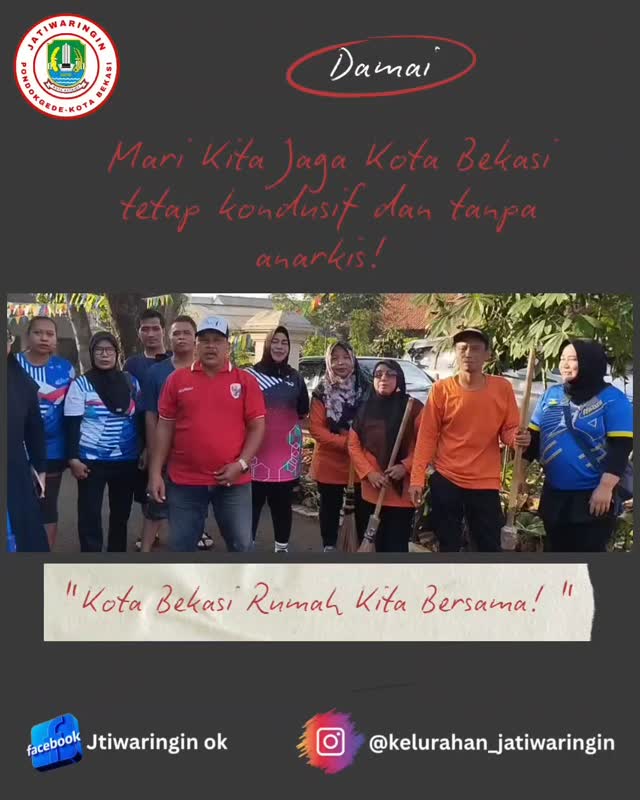 JATIWARINGIN
PONDOKGEDE-KOTA BEKASI
Damai
Mari Kita Jaga Kota Bekasi
tetap kondusif dan tanpa
anarkis!
"Kota Bekasi Rumah Kita Bersama! "
facebook
Jtiwaringin ok
@kelurahan_jatiwaringin